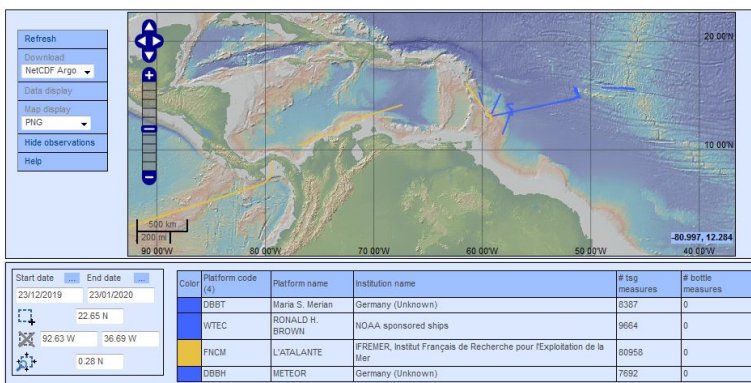 Refresh
Download
NetCDF Argo
Data display
Map display
PNG
Hide observations
Help
20 00'N
10 00'N
500 km
200 mi
90 00'W
80 00'W
70 00'W
60 00'W
50 00'W
40 00'W
-80.997, 12.284
Start date ... End date ...
23/12/2019 23/01/2020
22.65 N
92.63 W 36.69 W
0.28 N
Color Platform code (4) Platform name Institution name # tsg measures # bottle measures
DBBT Maria S. Merian Germany (Unknown) 8387 0
WTEC RONALD H. BROWN NOAA sponsored ships 9664 0
FNCM L'ATALANTE IFREMER, Institut Français de Recherche pour l'Exploitation de la Mer 80958 0
DBBH METEOR Germany (Unknown) 7692 0